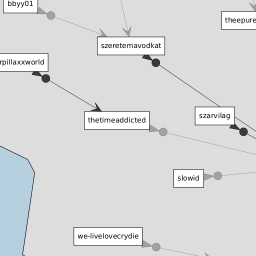 bbyy01
theepure
szeretemavodkat
rpillaxxworld
szarvilag
thetimeaddicted
slowid
we-livelovecrydie